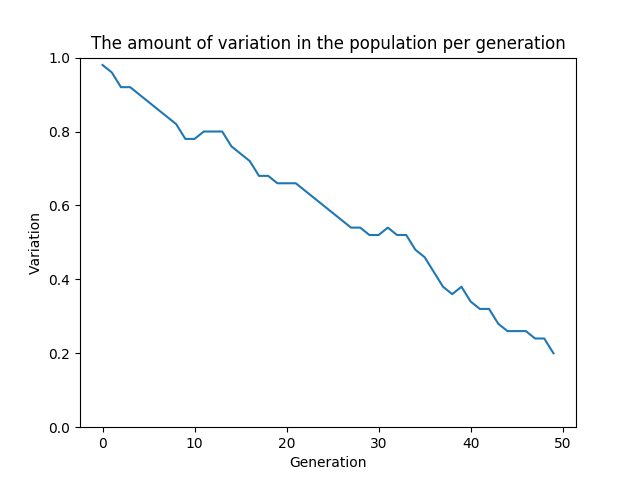 The amount of variation in the population per generation
1.0
0.8
0.6
0.4
0.2
0.0
Variation
0 10 20 30 40 50
Generation